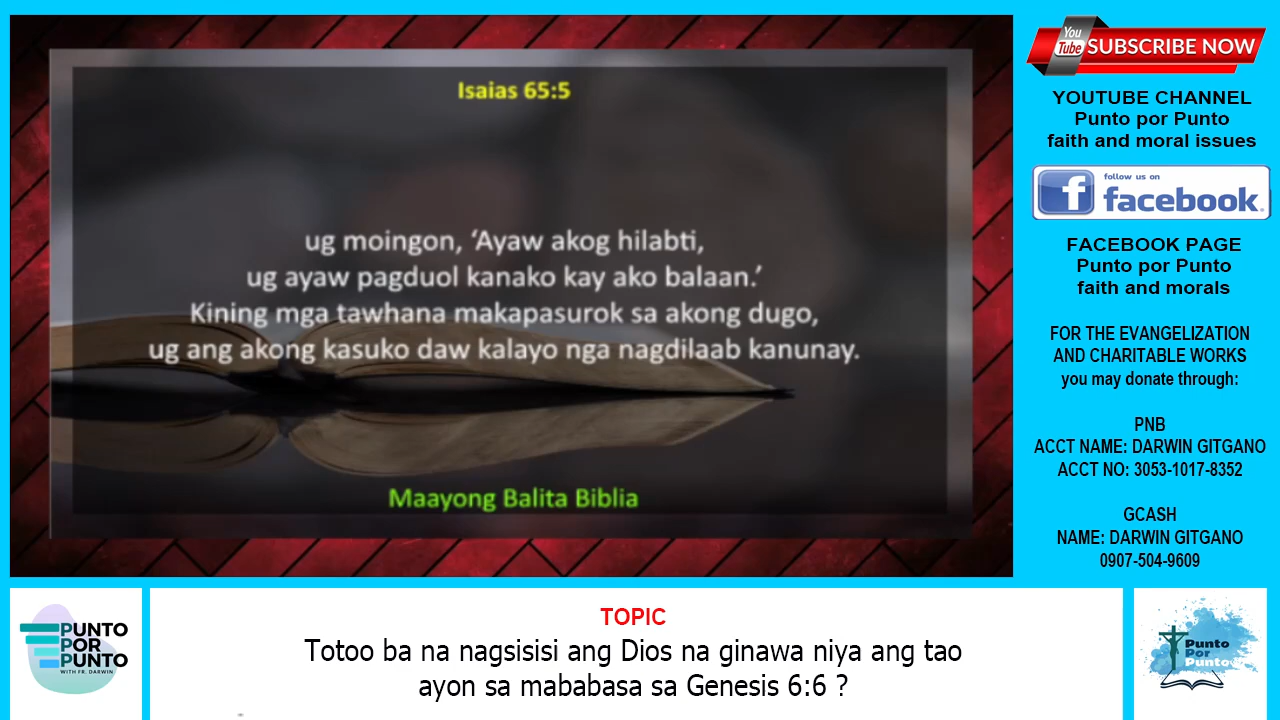 Isaias 65:5
ug moingon, ‘Ayaw akog hilabti,
ug ayaw pagduol kanako kay ako balaan.’
Kining mga tawhana makapasurok sa akong dugo,
ug ang akong kasuko daw kalayo nga nagdilaab kanunay.
Maayong Balita Biblia
You
Tube SUBSCRIBE NOW
YOUTUBE CHANNEL
Punto por Punto
faith and moral issues
follow us on
facebook
FACEBOOK PAGE
Punto por Punto
faith and morals
FOR THE EVANGELIZATION
AND CHARITABLE WORKS
you may donate through:
PNB
ACCT NAME: DARWIN GITGANO
ACCT NO: 3053-1017-8352
GCASH
NAME: DARWIN GITGANO
0907-504-9609
PUNTO
POR
PUNTO
WITH FR. DARWIN
TOPIC
Totoo ba na nagsisisi ang Dios na ginawa niya ang tao
ayon sa mababasa sa Genesis 6:6 ?
Punto
Por
Punto